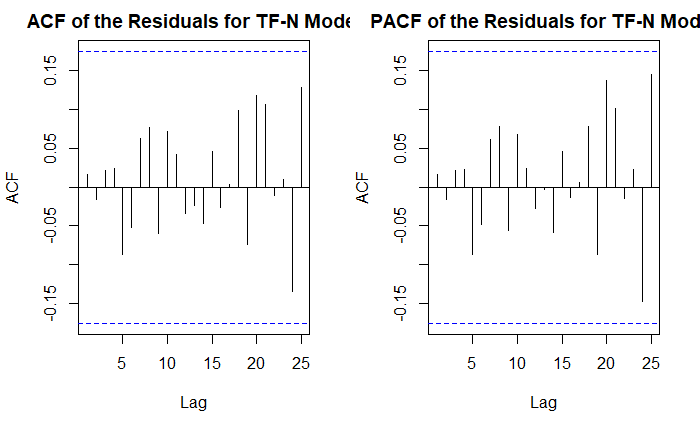 ACF of the Residuals for TF-N Mode
PACF of the Residuals for TF-N Mod
ACF
0.15
0.05
-0.05
-0.15
5 10 15 20 25
Lag
ACF
0.15
0.05
-0.05
-0.15
5 10 15 20 25
Lag